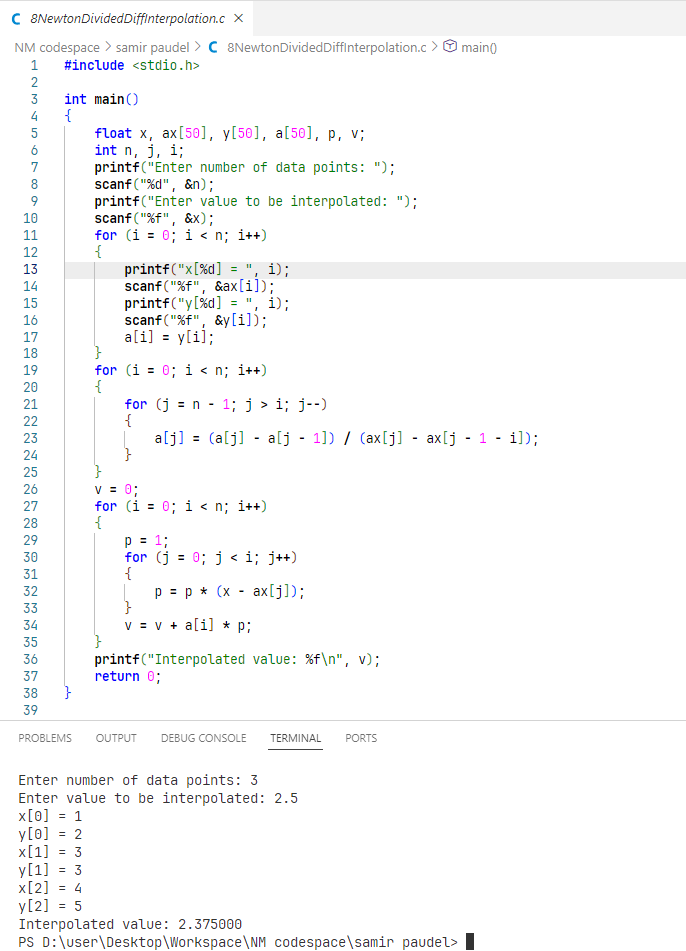 C 8NewtonDividedDiffInterpolation.c ×
NM codespace > samir paudel > C 8NewtonDividedDiffInterpolation.c > main()
1 #include <stdio.h>
2
3 int main()
4 {
5     float x, ax[50], y[50], a[50], p, v;
6     int n, j, i;
7     printf("Enter number of data points: ");
8     scanf("%d", &n);
9     printf("Enter value to be interpolated: ");
10     scanf("%f", &x);
11     for (i = 0; i < n; i++)
12     {
13         printf("x[%d] = ", i);
14         scanf("%f", &ax[i]);
15         printf("y[%d] = ", i);
16         scanf("%f", &y[i]);
17         a[i] = y[i];
18     }
19     for (i = 0; i < n; i++)
20     {
21         for (j = n - 1; j > i; j--)
22         {
23             a[j] = (a[j] - a[j - 1]) / (ax[j] - ax[j - 1 - i]);
24         }
25     }
26     v = 0;
27     for (i = 0; i < n; i++)
28     {
29         p = 1;
30         for (j = 0; j < i; j++)
31         {
32             p = p * (x - ax[j]);
33         }
34         v = v + a[i] * p;
35     }
36     printf("Interpolated value: %f\n", v);
37     return 0;
38 }
39
PROBLEMS OUTPUT DEBUG CONSOLE TERMINAL PORTS
Enter number of data points: 3
Enter value to be interpolated: 2.5
x[0] = 1
y[0] = 2
x[1] = 3
y[1] = 3
x[2] = 4
y[2] = 5
Interpolated value: 2.375000
PS D:\user\Desktop\Workspace\NM codespace\samir paudel>